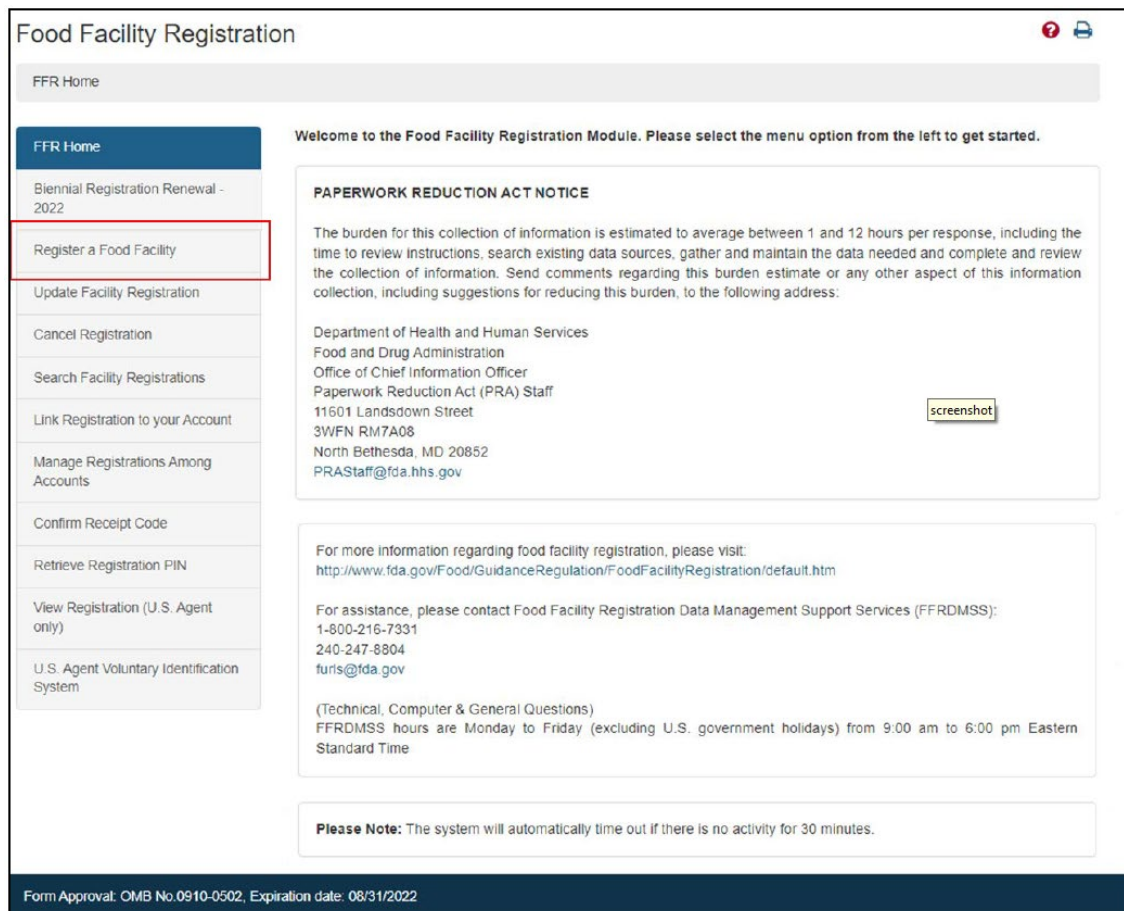 Food Facility Registration
FFR Home
FFR Home
Biennial Registration Renewal -
2022
Register a Food Facility
Update Facility Registration
Cancel Registration
Search Facility Registrations
Link Registration to your Account
Manage Registrations Among
Accounts
Confirm Receipt Code
Retrieve Registration PIN
View Registration (U.S. Agent
only)
U.S. Agent Voluntary Identification
System
Welcome to the Food Facility Registration Module. Please select the menu option from the left to get started.
PAPERWORK REDUCTION ACT NOTICE
The burden for this collection of information is estimated to average between 1 and 12 hours per response, including the
time to review instructions, search existing data sources, gather and maintain the data needed and complete and review
the collection of information. Send comments regarding this burden estimate or any other aspect of this information
collection, including suggestions for reducing this burden, to the following address:
Department of Health and Human Services
Food and Drug Administration
Office of Chief Information Officer
Paperwork Reduction Act (PRA) Staff
11601 Landsdown Street
3WFN RM7A08
North Bethesda, MD 20852
PRAStaff@fda.hhs.gov
screenshot
For more information regarding food facility registration, please visit:
http://www.fda.gov/Food/GuidanceRegulation/FoodFacilityRegistration/default.htm
For assistance, please contact Food Facility Registration Data Management Support Services (FFRDMSS):
1-800-216-7331
240-247-8804
furls@fda.gov
(Technical, Computer & General Questions)
FFRDMSS hours are Monday to Friday (excluding U.S. government holidays) from 9:00 am to 6:00 pm Eastern
Standard Time
Please Note: The system will automatically time out if there is no activity for 30 minutes.
Form Approval: OMB No.0910-0502, Expiration date: 08/31/2022